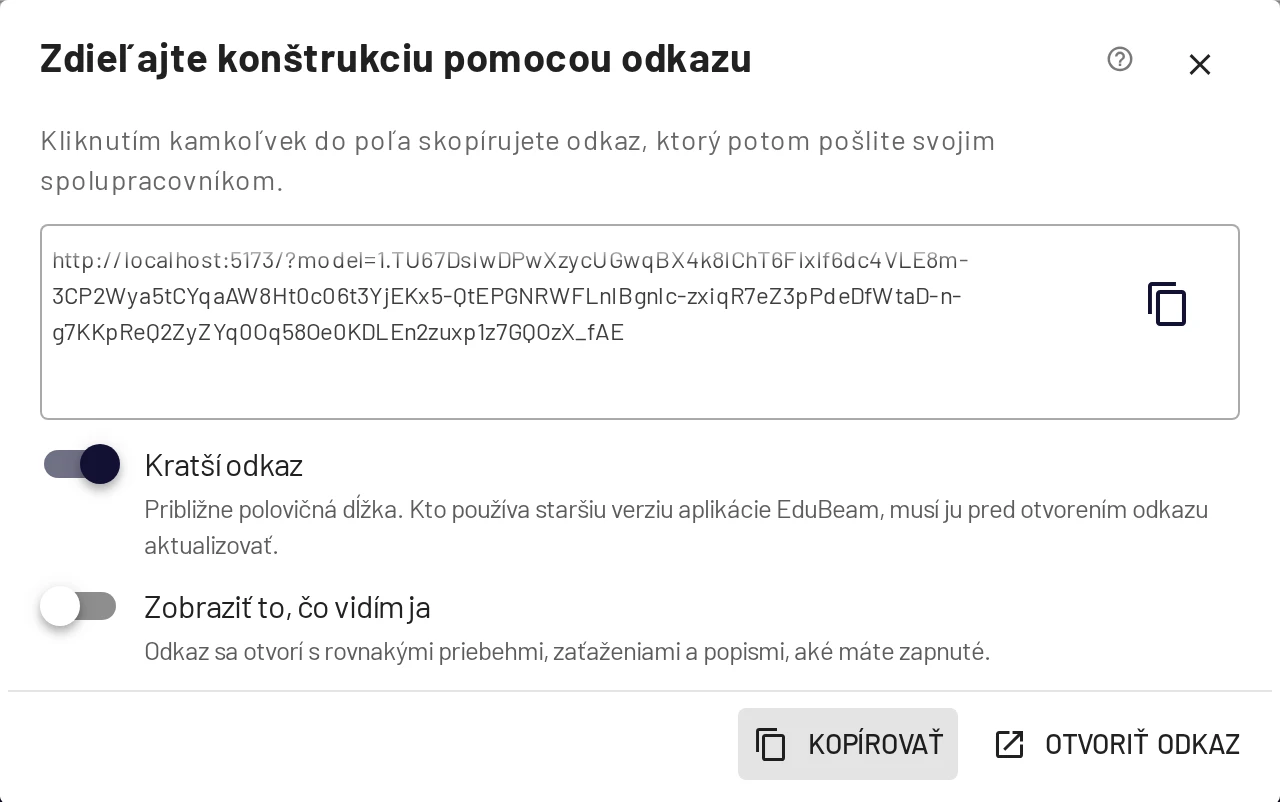 Zdieľajte konštrukciu pomocou odkazu
Kliknutím kamkoľvek do poľa skopírujete odkaz, ktorý potom pošlite svojim
spolupracovníkom.
http://localhost:5173/?model=1.TU67DsIwDPwXzycUGwqBX4k8lChT6FIxIf6dc4VLE8m-
3CP2Wya5tCYqaAW8Ht0c06t3YjEKx5-QtEPGNRWFLnIBgnIc-zxiqR7eZ3pPdeDfWtaD-n-
g7KKpReQ2ZyZYq0Oq58Oe0KDLEn2zuxp1z7GQOzX_fAE
Kratší odkaz
Približne polovičná dĺžka. Kto používa staršiu verziu aplikácie EduBeam, musí ju pred otvorením odkazu
aktualizovať.
Zobraziť to, čo vidím ja
Odkaz sa otvorí s rovnakými priebehmi, zaťaženiami a popismi, aké máte zapnuté.
KOPÍROVAŤ
OTVORIŤ ODKAZ